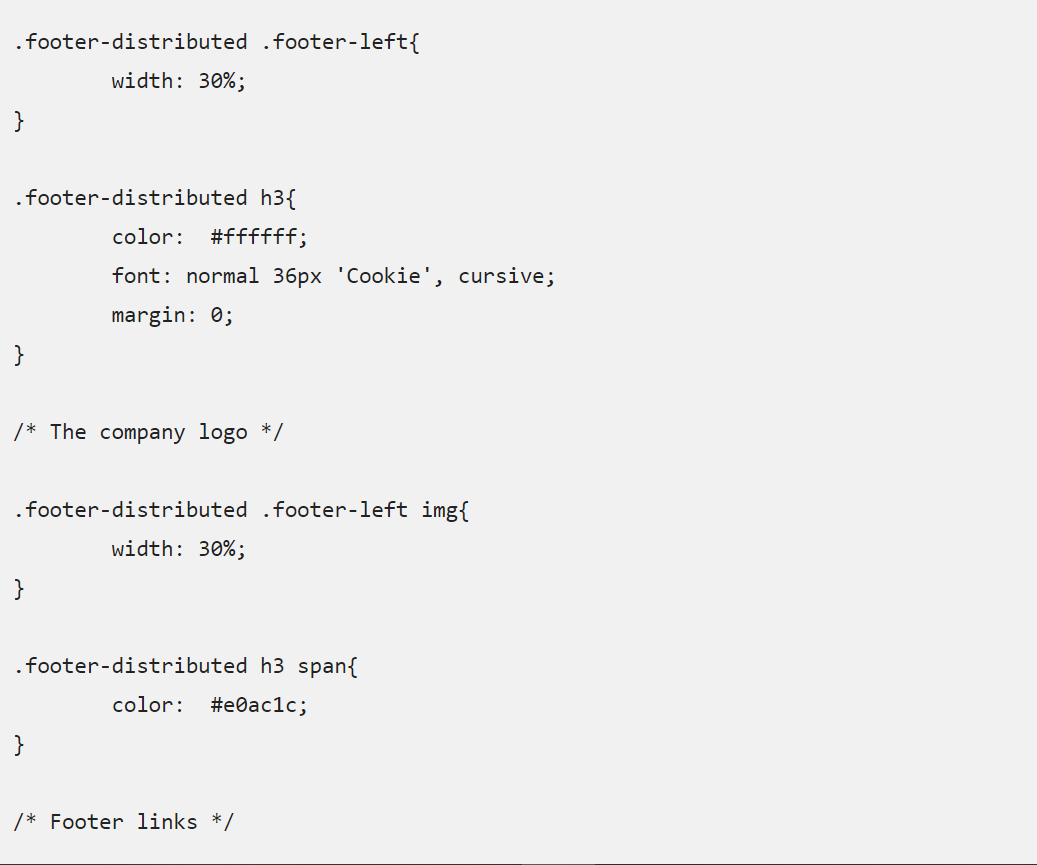 .footer-distributed .footer-left{
        width: 30%;
}

.footer-distributed h3{
        color:  #ffffff;
        font: normal 36px 'Cookie', cursive;
        margin: 0;
}

/* The company logo */

.footer-distributed .footer-left img{
        width: 30%;
}

.footer-distributed h3 span{
        color:  #e0ac1c;
}

/* Footer links */